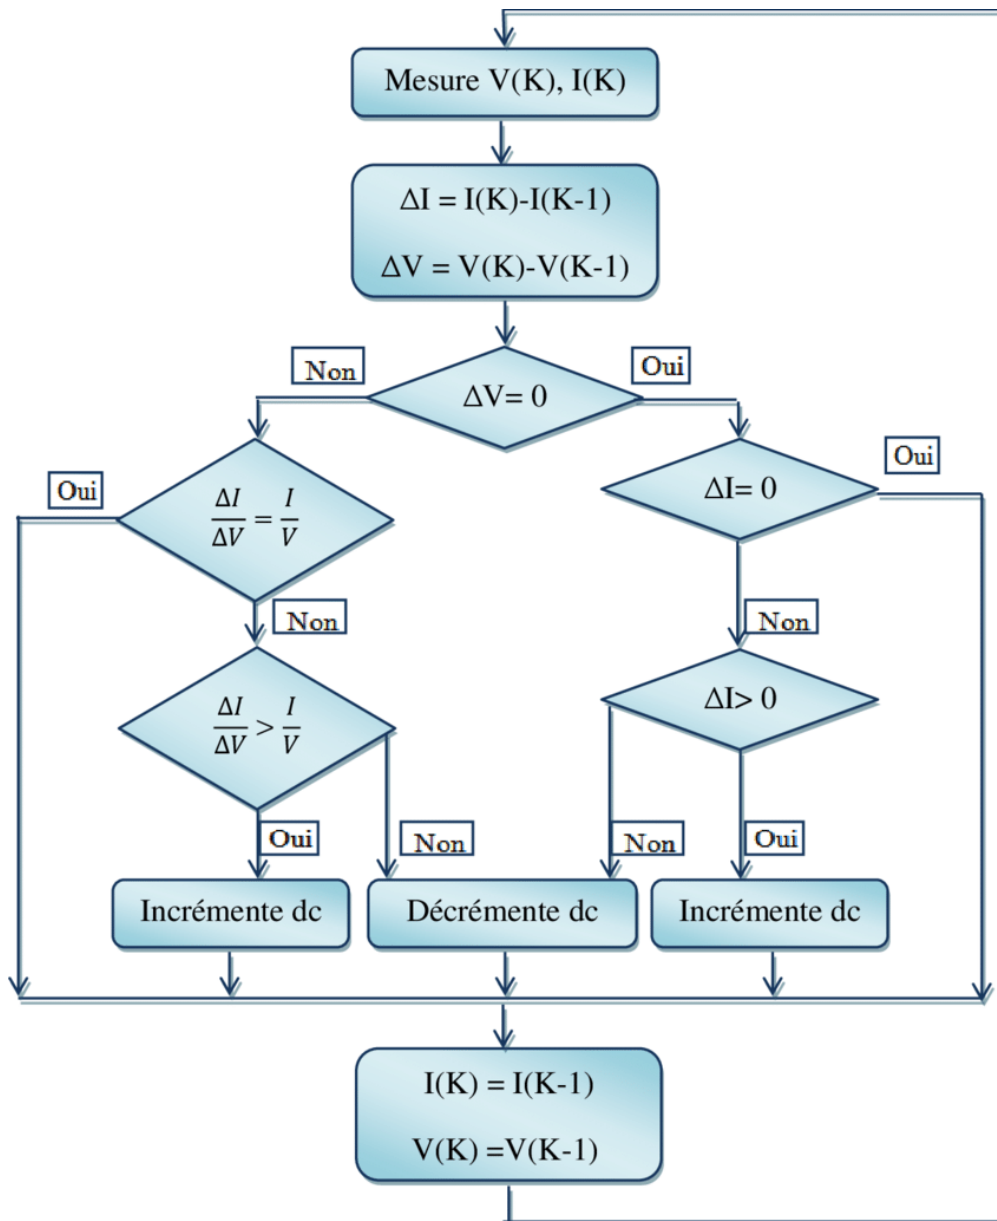 Mesure V(K), I(K)
ΔI = I(K)-I(K-1)
ΔV = V(K)-V(K-1)
Non
Oui
ΔV= 0
Oui
ΔI/ΔV = I/V
ΔI= 0
Oui
Non
Non
ΔI/ΔV > I/V
ΔI> 0
Oui
Non
Non
Oui
Incrémente dc
Décrémente dc
Incrémente dc
I(K) = I(K-1)
V(K) =V(K-1)